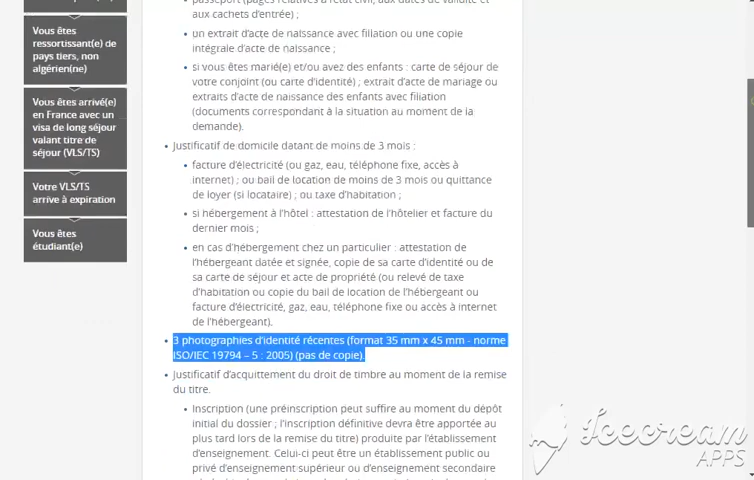 passeport (pages relatives à l'état civil, aux dates de validité et
aux cachets d'entrée) ;
un extrait d'acte de naissance avec filiation ou une copie
intégrale d'acte de naissance ;
si vous êtes marié(e) et/ou avez des enfants : carte de séjour de
votre conjoint (ou carte d'identité) ; extrait d'acte de mariage ou
extraits d'acte de naissance des enfants avec filiation
(documents correspondant à la situation au moment de la
demande).
Justificatif de domicile datant de moins de 3 mois :
facture d'électricité (ou gaz, eau, téléphone fixe, accès à
internet) ; ou bail de location de moins de 3 mois ou quittance
de loyer (si locataire) ; ou taxe d'habitation ;
si hébergement à l'hôtel : attestation de l'hôtelier et facture du
dernier mois ;
en cas d'hébergement chez un particulier : attestation de
l'hébergeant datée et signée, copie de sa carte d'identité ou de
sa carte de séjour et acte de propriété (ou relevé de taxe
d'habitation ou copie du bail de location de l'hébergeant ou
facture d'électricité, gaz, eau, téléphone fixe ou accès à internet
de l'hébergeant).
3 photographies d'identité récentes (format 35 mm x 45 mm - norme
ISO/IEC 19794 – 5 : 2005) (pas de copie).
Justificatif d'acquittement du droit de timbre au moment de la remise
du titre.
Inscription (une préinscription peut suffire au moment du dépôt
initial du dossier ; l'inscription définitive devra être apportée au
plus tard lors de la remise du titre) produite par l'établissement
d'enseignement. Celui-ci peut être un établissement public ou
privé d'enseignement supérieur ou d'enseignement secondaire
Vous êtes
ressortissant(e) de
pays tiers, non
algérien(ne)
Vous êtes arrivé(e)
en France avec un
visa de long séjour
valant titre de
séjour (VLS/TS)
Votre VLS/TS
arrive à expiration
Vous êtes
étudiant(e)
Icecream
APPS